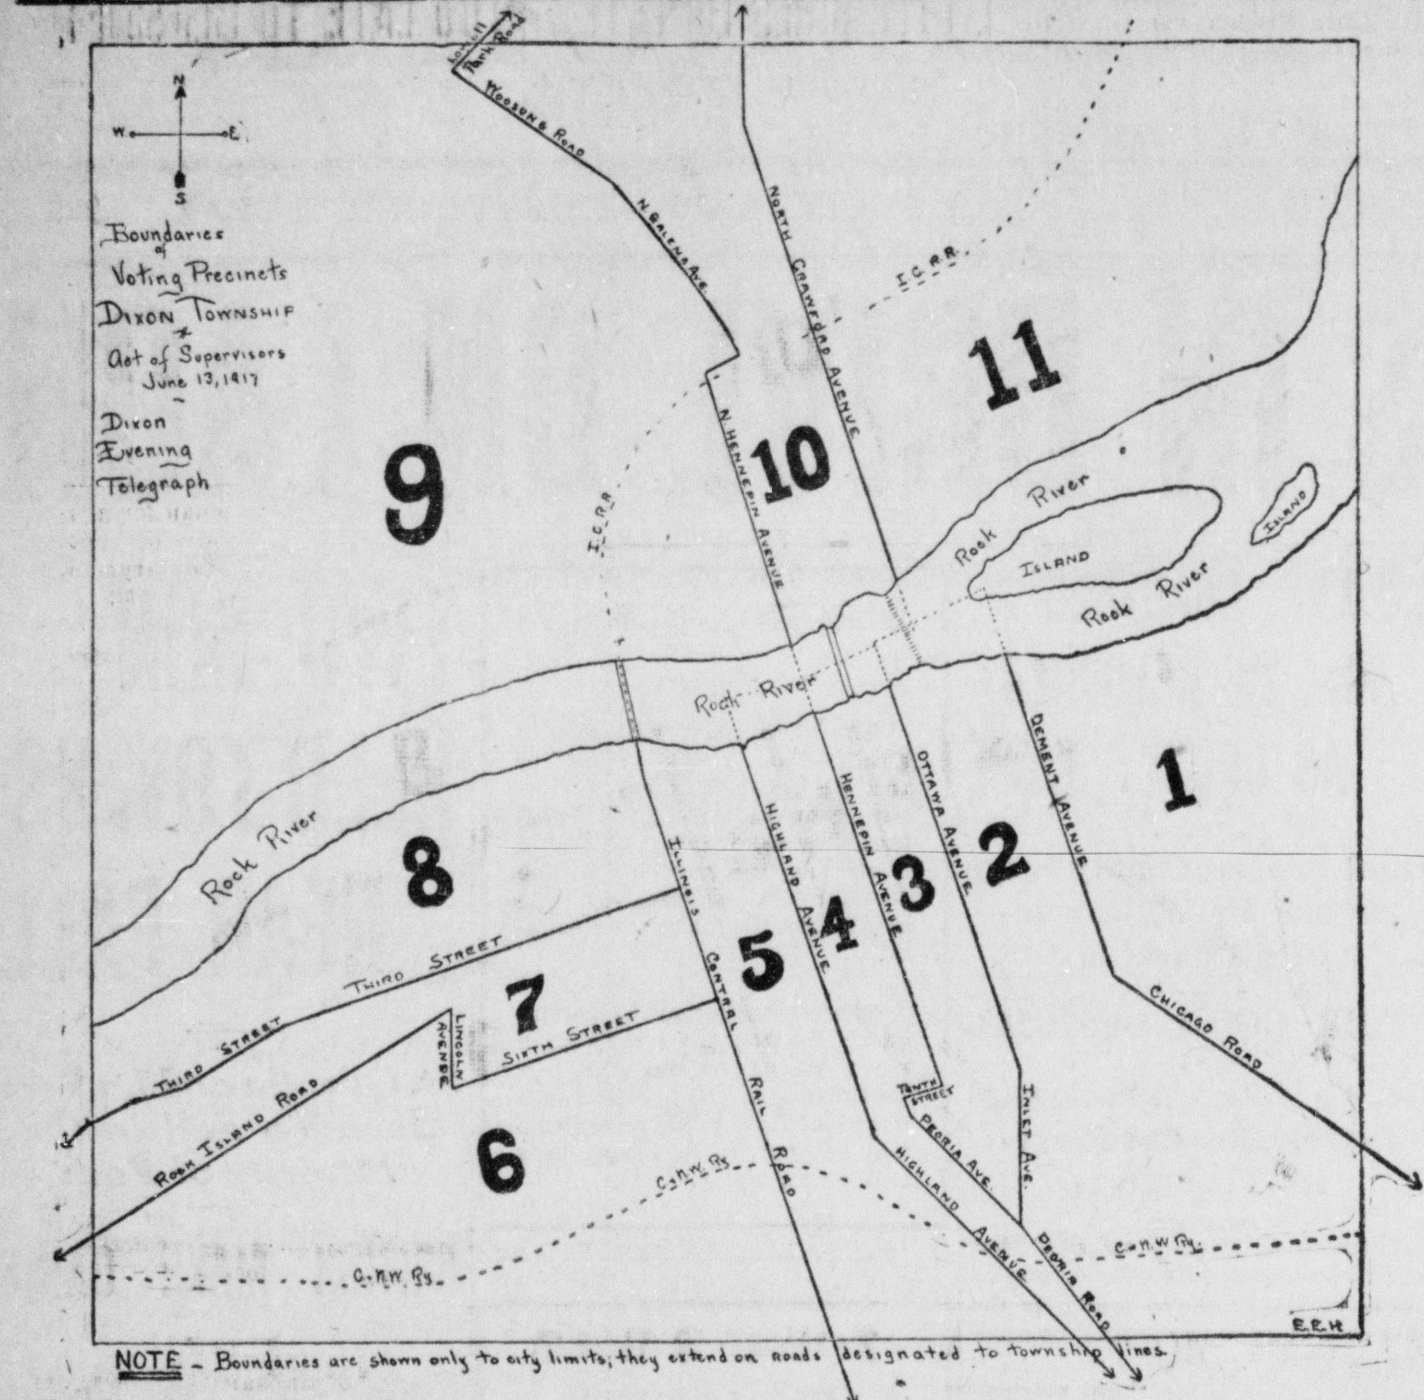 Park Road
N
W E
S
Boundaries
of
Voting Precincts
DIXON TOWNSHIP
Act of Supervisors
June 13, 1917
Dixon
Evening
Telegraph
WOOSUNG ROAD
N GALENA AVE.
NORTH CRAWFORD AVENUE
I.C.R.R.
11
10
9
N HENNEPIN AVENUE
I.C.R.R.
Rock River
ISLAND
ISLAND
Rock River
Rock River
Rock River
DEMENT AVENUE
1
OTTAWA AVENUE
2
HENNEPIN AVENUE
3
HIGHLAND AVENUE
4
5
8
ILLINOIS CENTRAL RAIL ROAD
THIRD STREET
THIRD STREET
7
LINCOLN
AVENUE
SIXTH STREET
ROCK ISLAND ROAD
6
CHICAGO ROAD
TENTH
STREET
PEORIA AVE.
INLET AVE.
HIGHLAND AVENUE
PEORIA ROAD
C&N.W. Ry.
C&N.W. Ry.
C&N.W. Ry.
E.E.H
NOTE - Boundaries are shown only to city limits; they extend on roads designated to township lines.